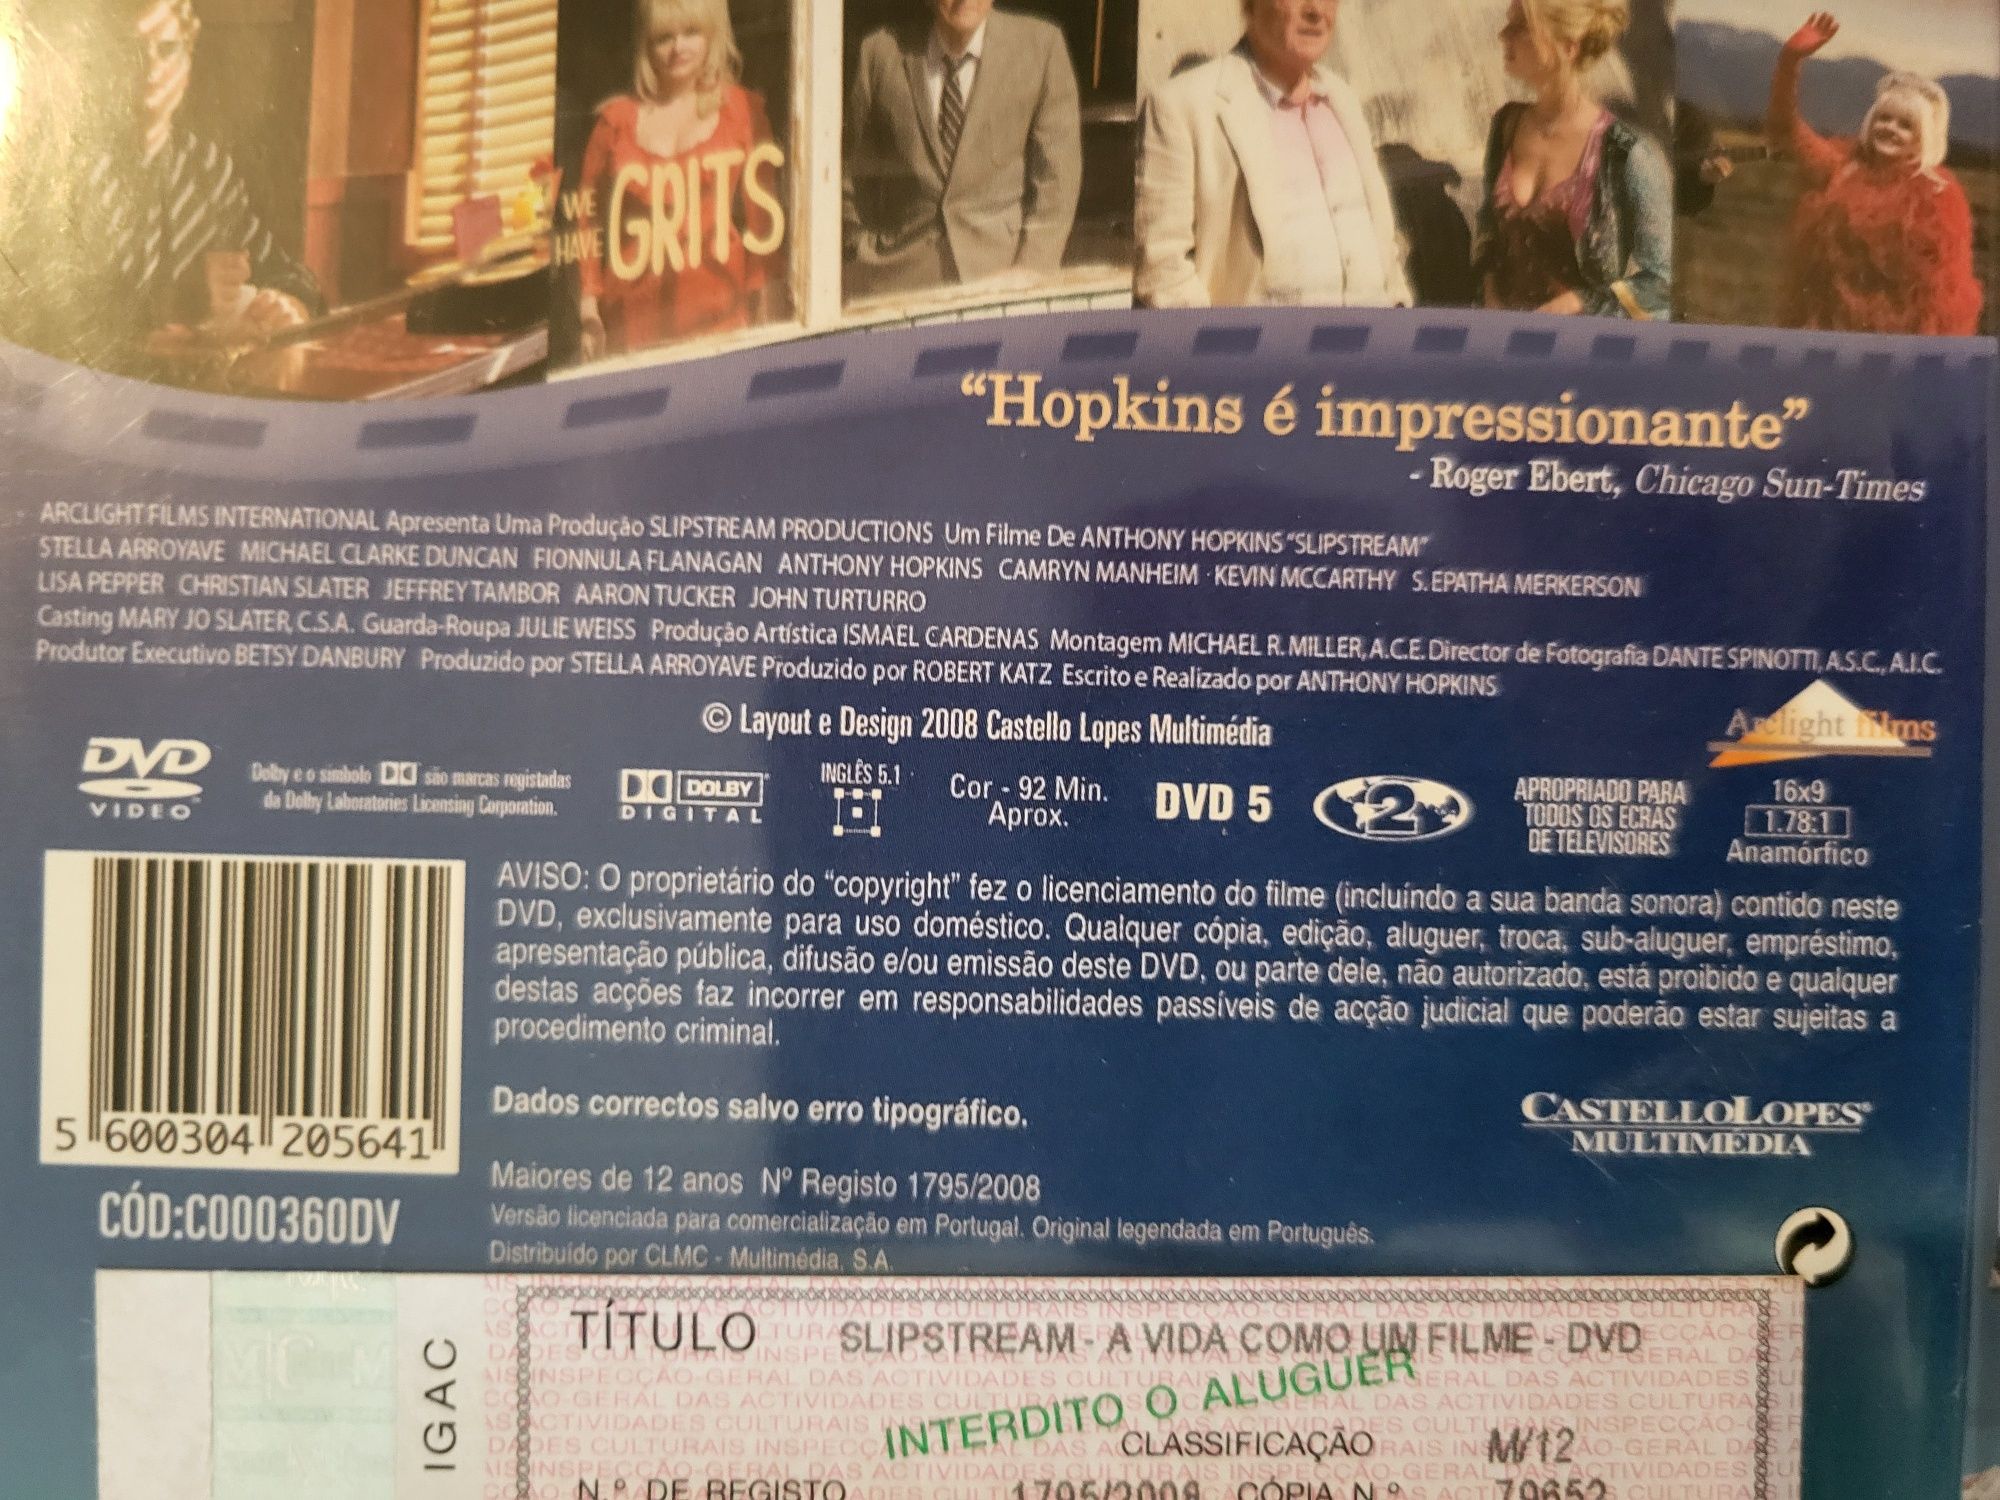 WE
HAVE
GRITS
“Hopkins é impressionante”
- Roger Ebert, Chicago Sun-Times
ARCLIGHT FILMS INTERNATIONAL Apresenta Uma Produção SLIPSTREAM PRODUCTIONS Um Filme De ANTHONY HOPKINS “SLIPSTREAM”
STELLA ARROYAVE MICHAEL CLARKE DUNCAN FIONNULA FLANAGAN ANTHONY HOPKINS CAMRYN MANHEIM KEVIN MCCARTHY S. EPATHA MERKERSON
LISA PEPPER CHRISTIAN SLATER JEFFREY TAMBOR AARON TUCKER JOHN TURTURRO
Casting MARY JO SLATER, C.S.A. Guarda-Roupa JULIE WEISS Produção Artística ISMAEL CARDENAS Montagem MICHAEL R. MILLER, A.C.E. Director de Fotografia DANTE SPINOTTI, A.S.C., A.I.C.
Produtor Executivo BETSY DANBURY Produzido por STELLA ARROYAVE Produzido por ROBERT KATZ Escrito e Realizado por ANTHONY HOPKINS
© Layout e Design 2008 Castello Lopes Multimédia
Arclight films
DVD
VIDEO
Dolby e o símbolo DD são marcas registadas
da Dolby Laboratories Licensing Corporation.
DOLBY
DIGITAL
INGLÊS 5.1
Cor - 92 Min.
Aprox.
DVD 5
2
APROPRIADO PARA
TODOS OS ECRAS
DE TELEVISORES
16x9
1.78:1
Anamórfico
AVISO: O proprietário do “copyright” fez o licenciamento do filme (incluíndo a sua banda sonora) contido neste
DVD, exclusivamente para uso doméstico. Qualquer cópia, edição, aluguer, troca, sub-aluguer, empréstimo,
apresentação pública, difusão e/ou emissão deste DVD, ou parte dele, não autorizado, está proibido e qualquer
destas acções faz incorrer em responsabilidades passíveis de acção judicial que poderão estar sujeitas a
procedimento criminal.
Dados correctos salvo erro tipográfico.
CASTELLO LOPES
MULTIMÉDIA
5 600304 205641
CÓD:C000360DV
Maiores de 12 anos Nº Registo 1795/2008
Versão licenciada para comercialização em Portugal. Original legendada em Português.
Distribuído por CLMC - Multimédia, S.A.
IGAC
TÍTULO SLIPSTREAM - A VIDA COMO UM FILME - DVD
INTERDITO O ALUGUER
CLASSIFICAÇÃO M/12
N.º DE REGISTO 1795/2008 CÓPIA N.º 79652